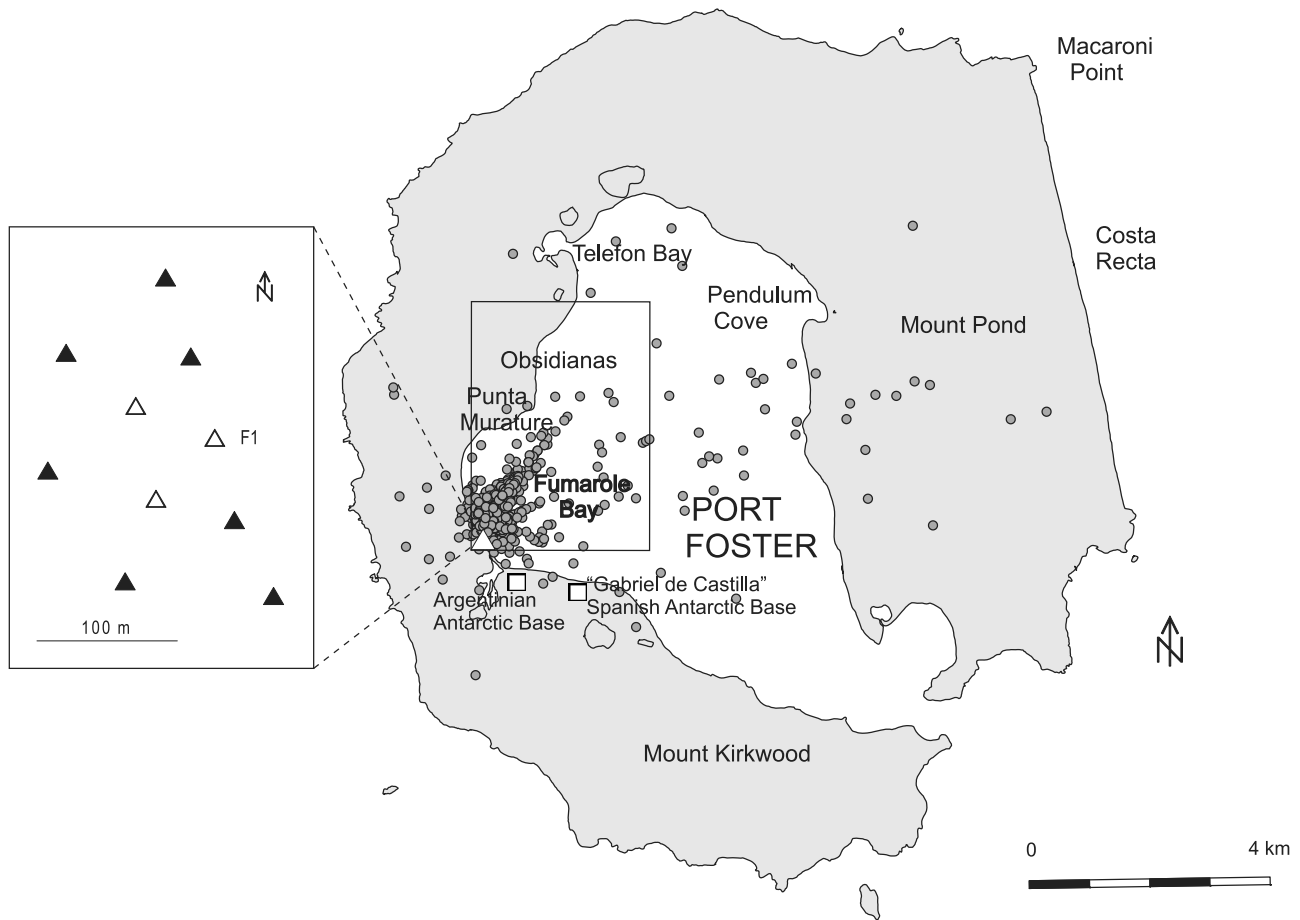 Macaroni
Point
Costa
Recta
Telefon Bay
Pendulum
Cove
Mount Pond
Obsidianas
Punta
Murature
Fumarole
Bay
PORT
FOSTER
"Gabriel de Castilla"
Spanish Antarctic Base
Argentinian
Antarctic Base
Mount Kirkwood
N
F1
100 m
N
0 4 km